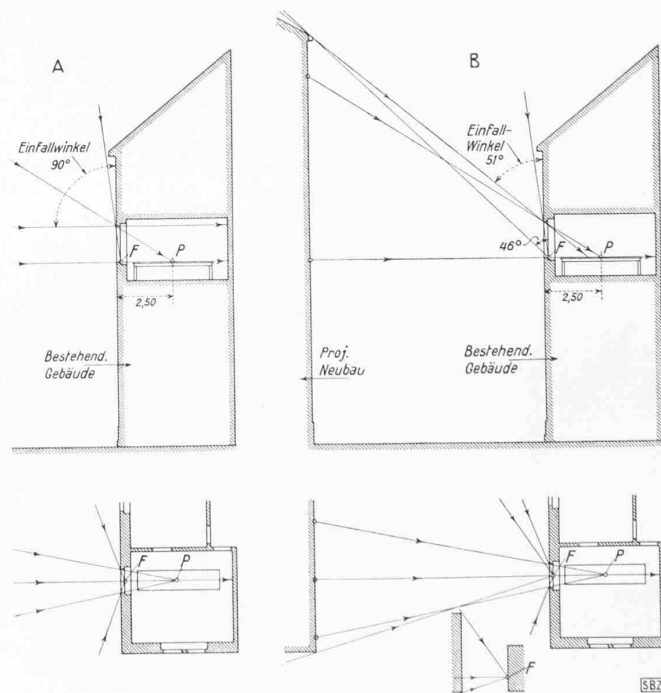 A
Einfallwinkel
90°
F
P
2,50
Bestehend.
Gebäude
B
Einfall-
Winkel
51°
46°
F
P
2,50
Proj.
Neubau
Bestehend.
Gebäude
F
P
F
P
F
SBZ